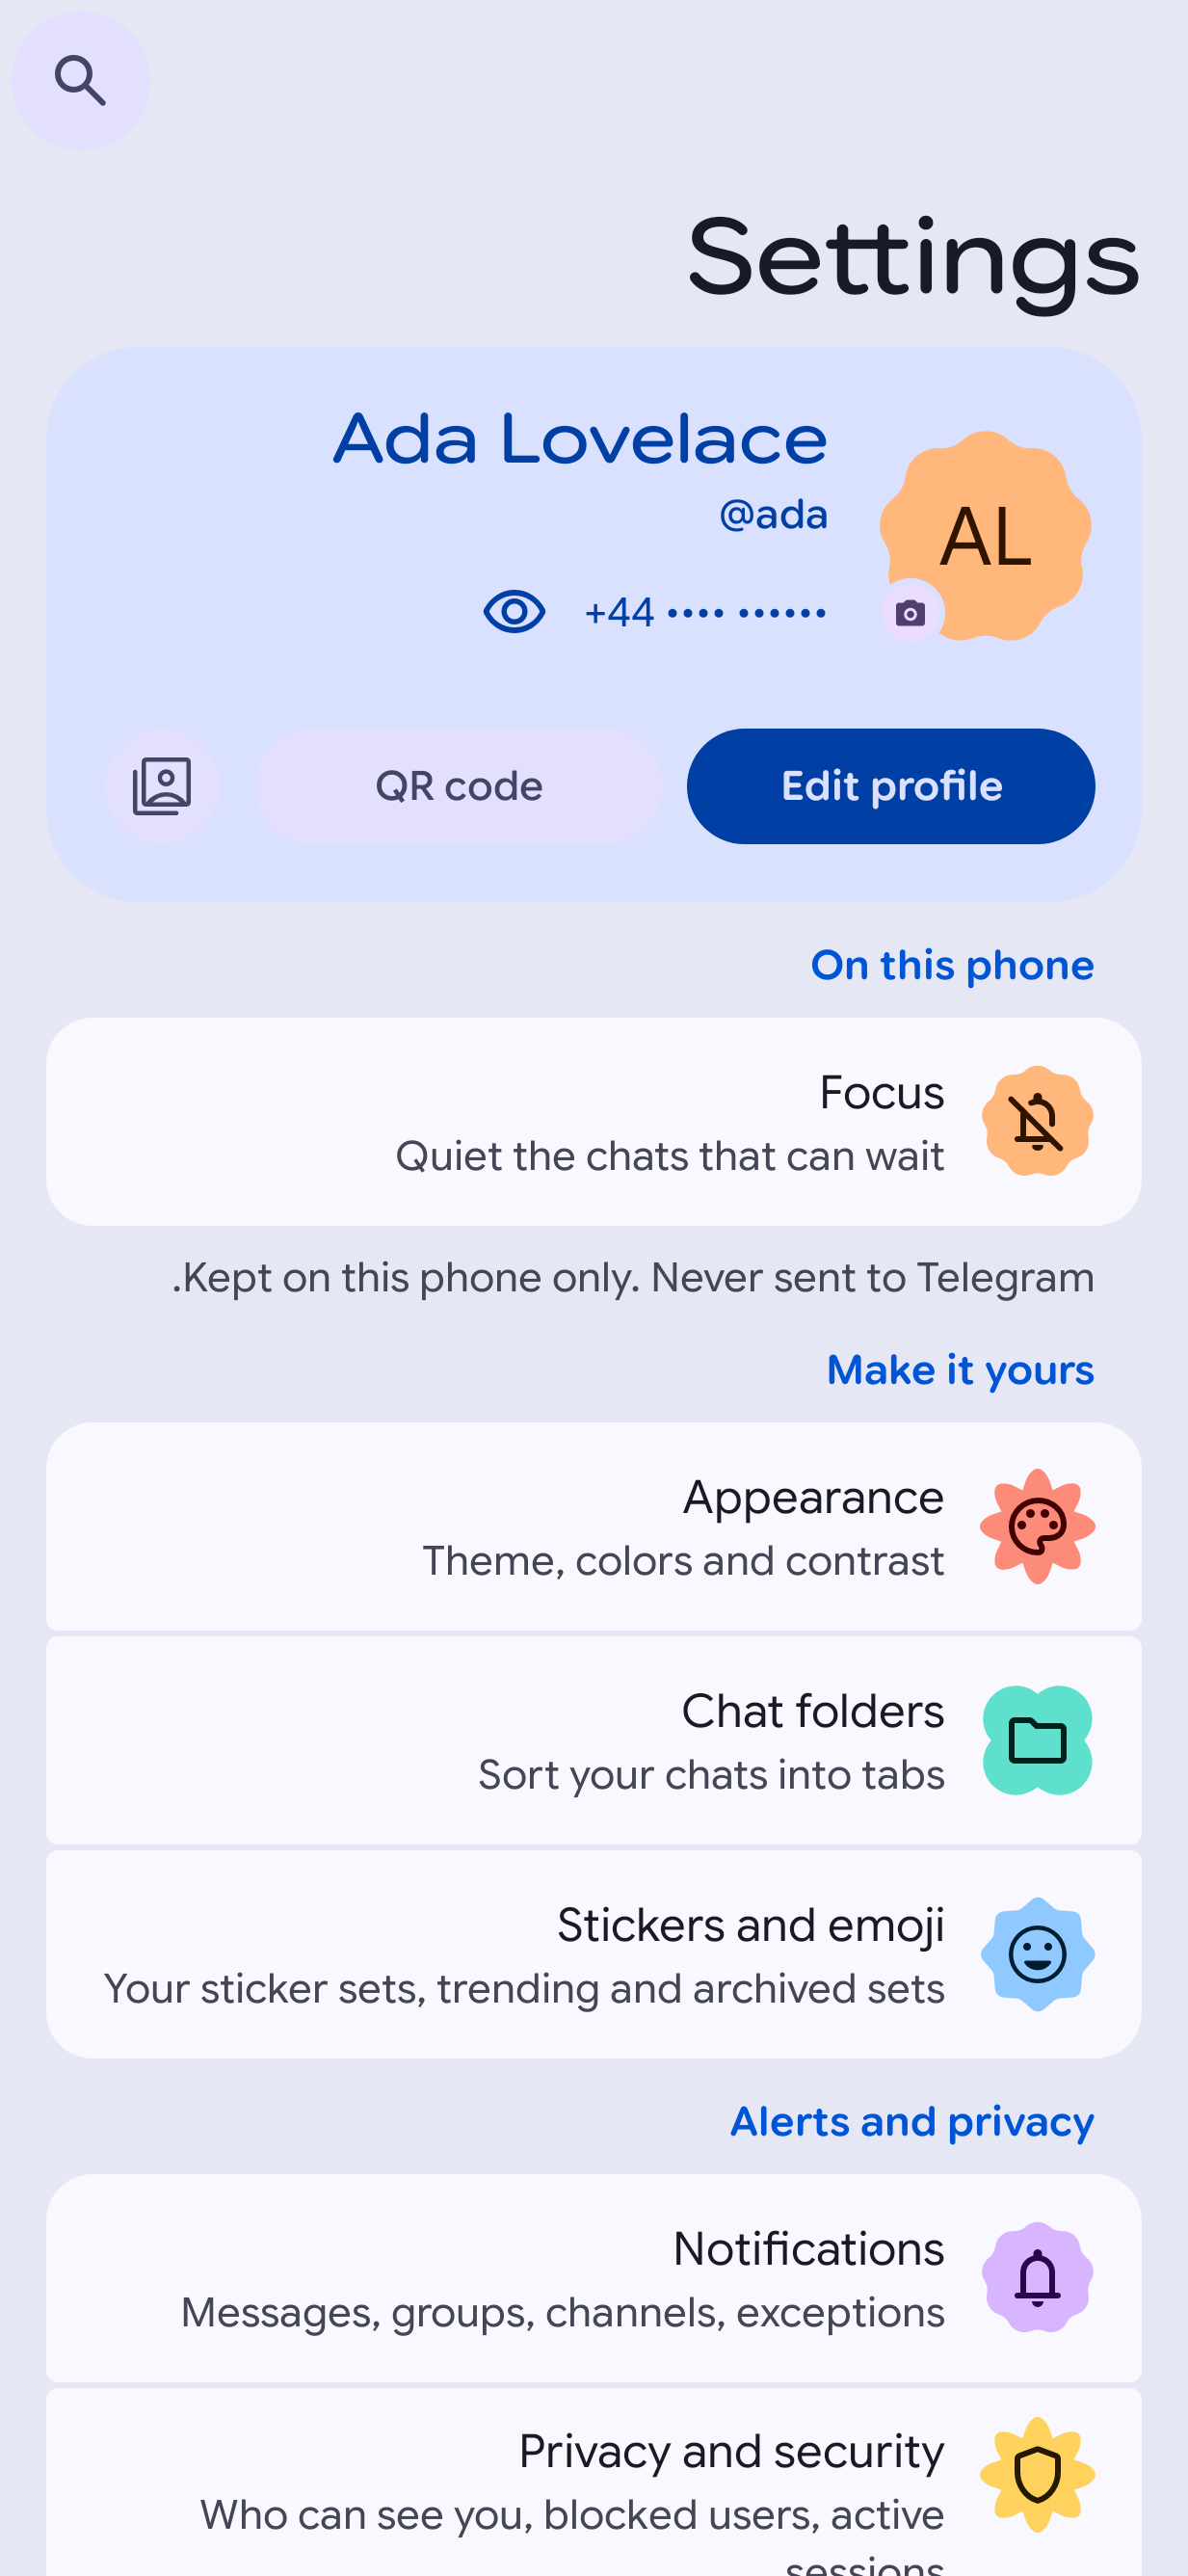 Settings
Ada Lovelace
@ada
+44 •••• ••••••
AL
Edit profile
QR code
On this phone
Focus
Quiet the chats that can wait
.Kept on this phone only. Never sent to Telegram
Make it yours
Appearance
Theme, colors and contrast
Chat folders
Sort your chats into tabs
Stickers and emoji
Your sticker sets, trending and archived sets
Alerts and privacy
Notifications
Messages, groups, channels, exceptions
Privacy and security
Who can see you, blocked users, active
sessions